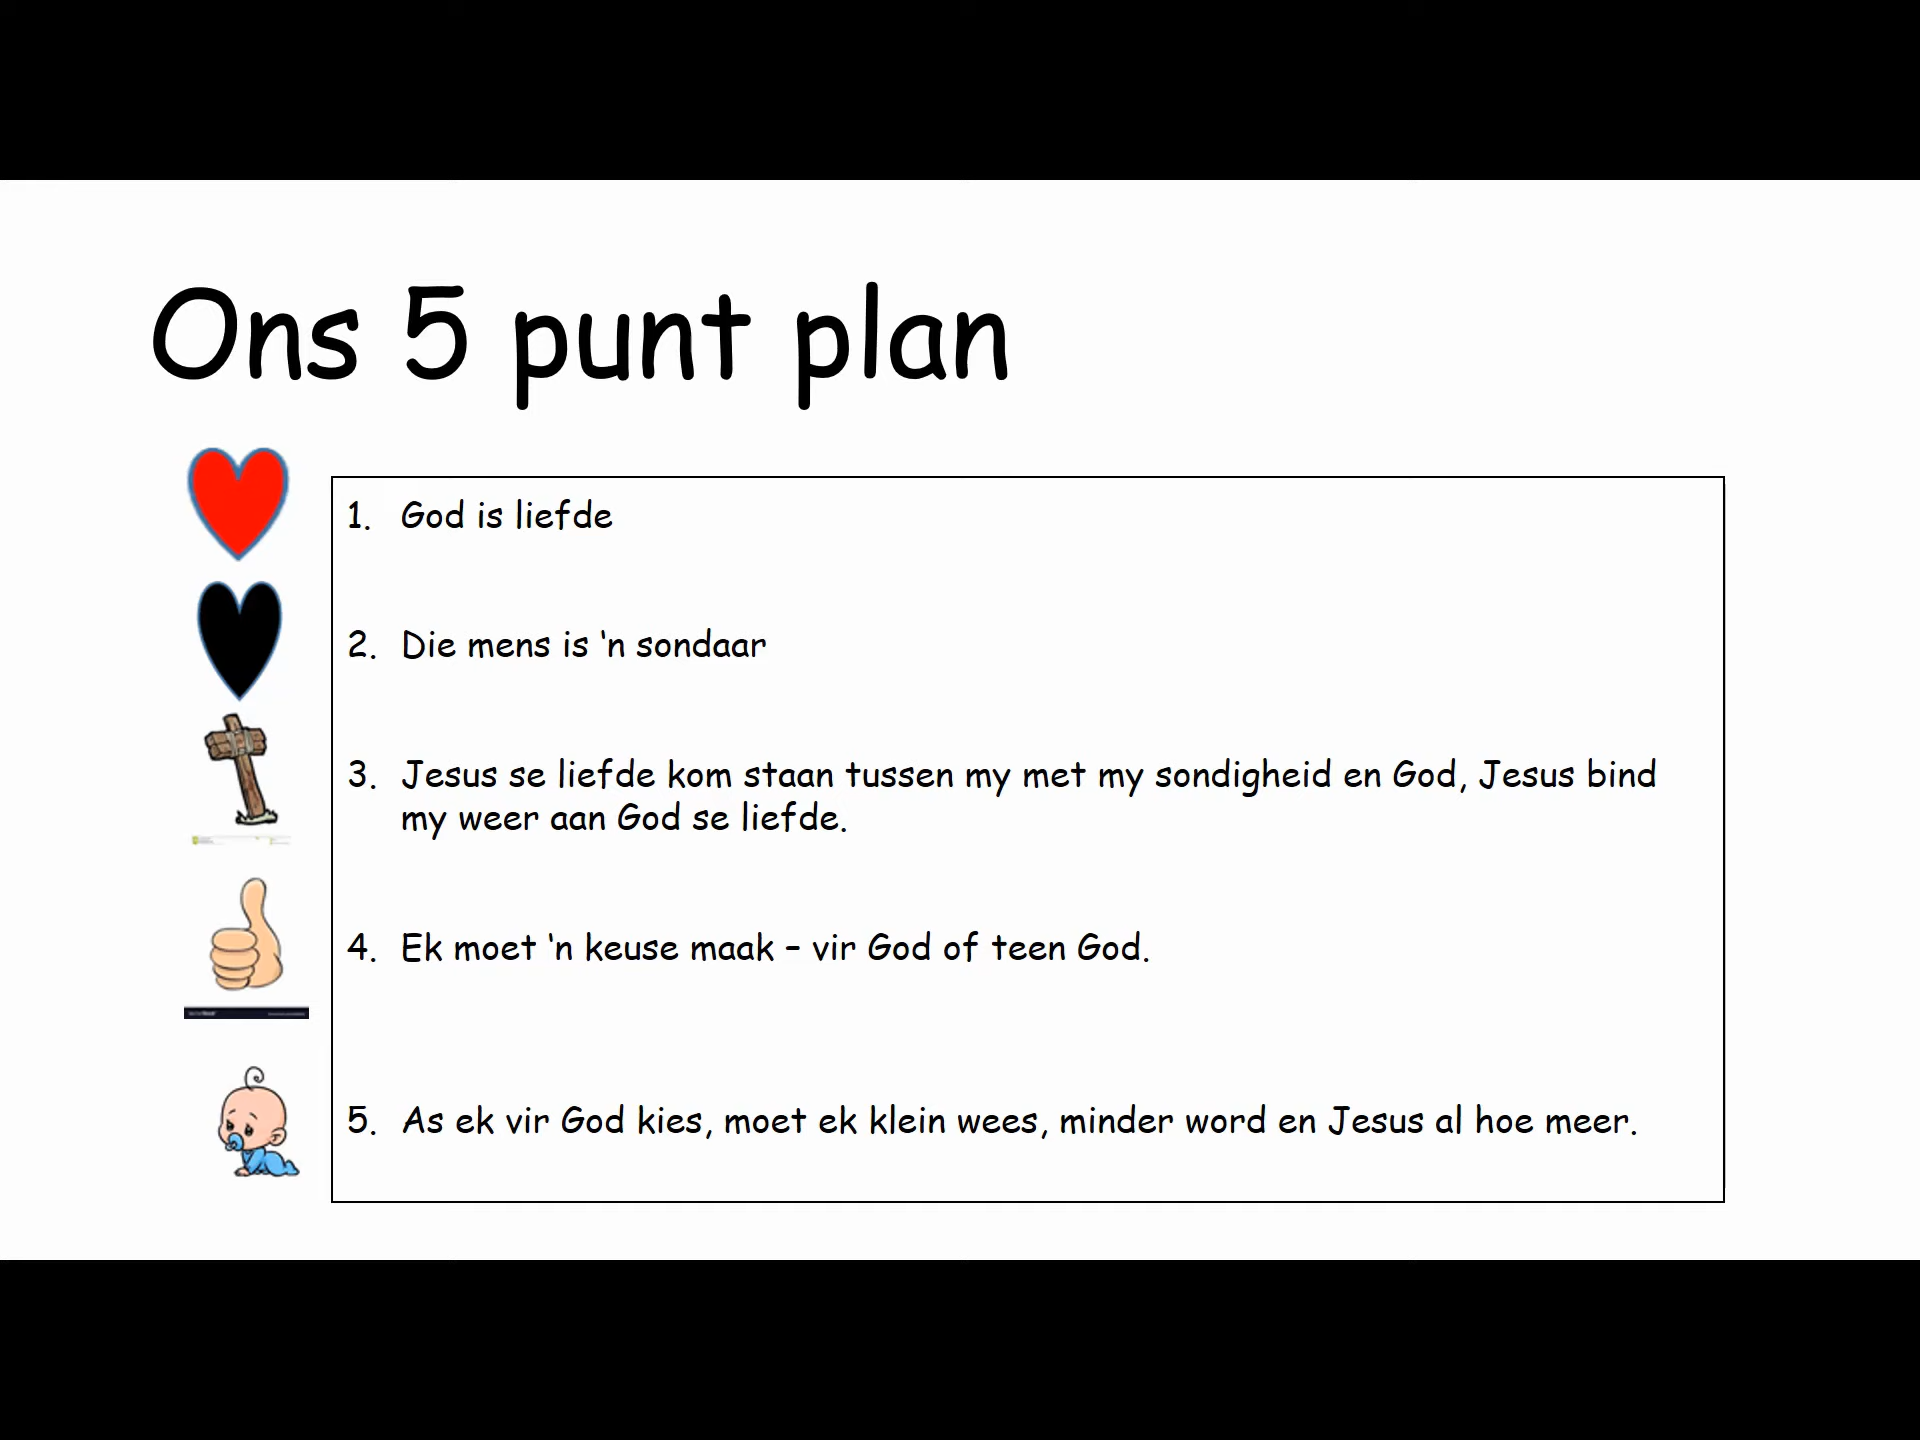 Ons 5 punt plan
1. God is liefde
2. Die mens is ‘n sondaar
3. Jesus se liefde kom staan tussen my met my sondigheid en God, Jesus bind
my weer aan God se liefde.
4. Ek moet ‘n keuse maak – vir God of teen God.
5. As ek vir God kies, moet ek klein wees, minder word en Jesus al hoe meer.